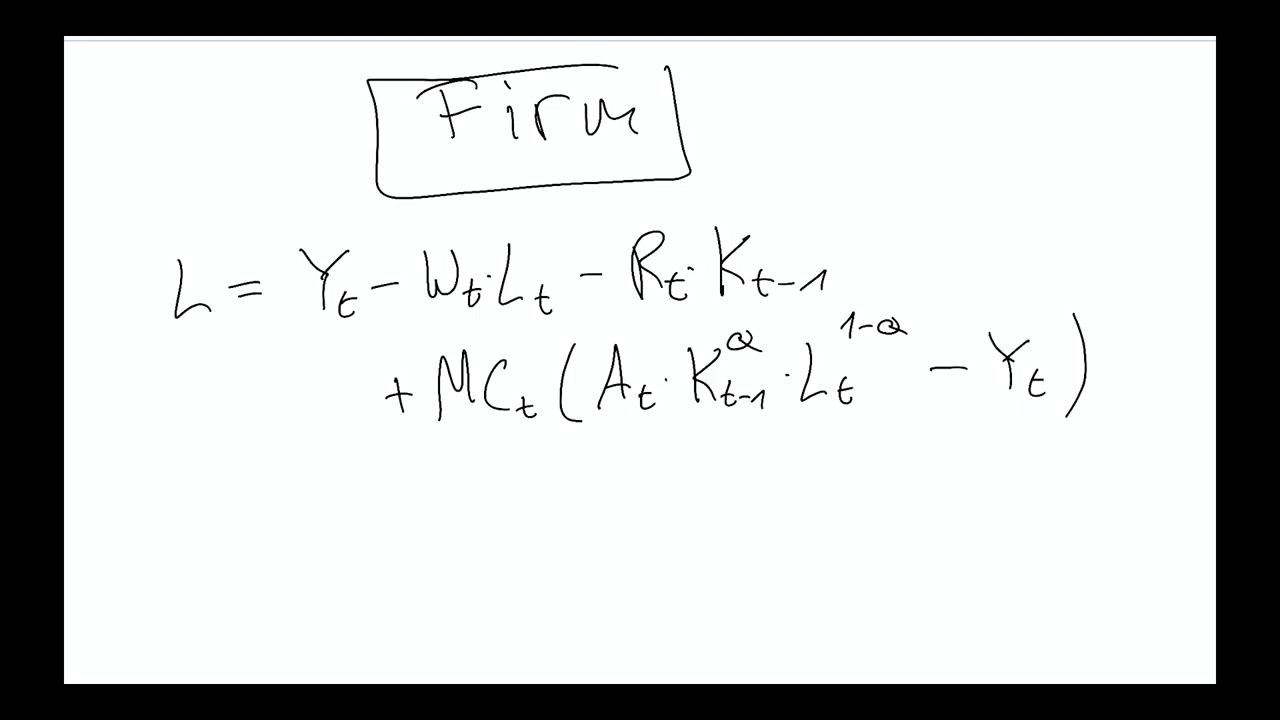 Firm
L = Y_t - W_t · L_t - R_t · K_{t-1}
+ MC_t ( A_t · K_{t-1}^α · L_t^{1-α} - Y_t )